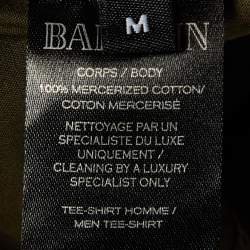 M
CORPS / BODY
100% MERCERIZED COTTON/
COTON MERCERISÉ
NETTOYAGE PAR UN
SPECIALISTE DU LUXE
UNIQUEMENT /
CLEANING BY A LUXURY
SPECIALIST ONLY
TEE-SHIRT HOMME /
MEN TEE-SHIRT